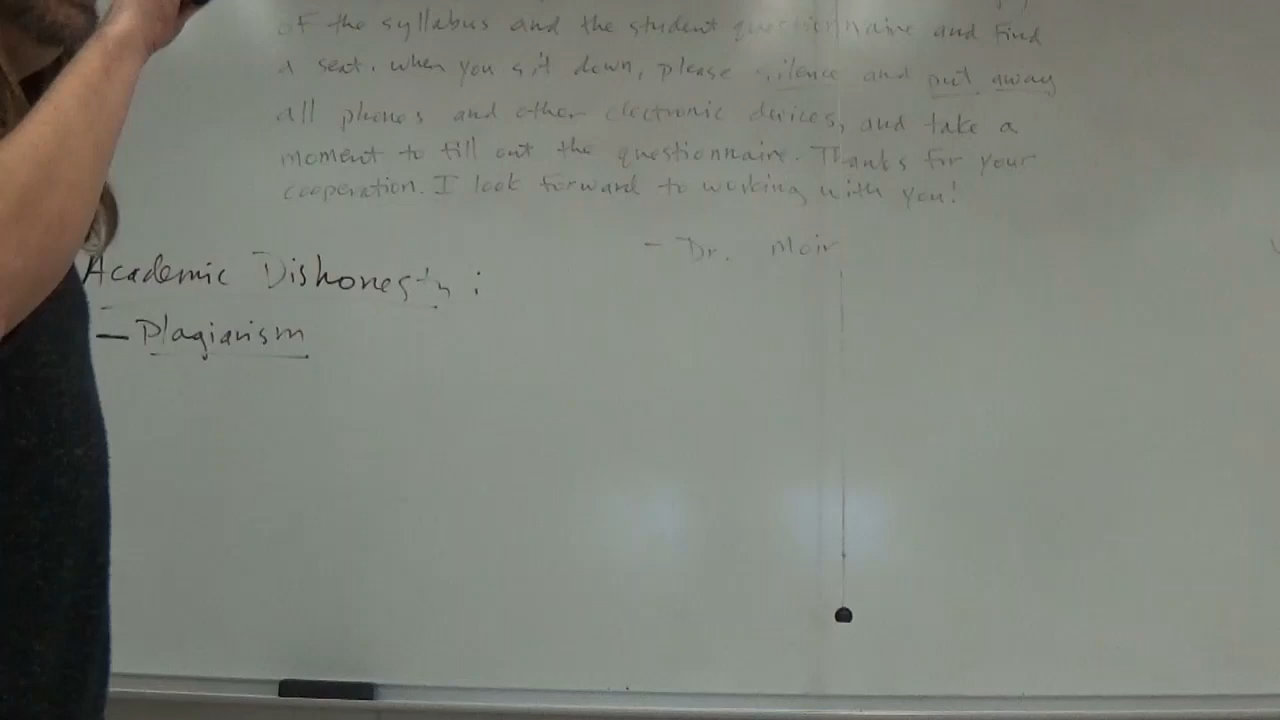 of the syllabus and the student questionnaire and find
a seat. When you sit down, please silence and put away
all phones and other electronic devices, and take a
moment to fill out the questionnaire. Thanks for your
cooperation. I look forward to working with you!
- Dr. Moir
Academic Dishonesty:
- Plagiarism